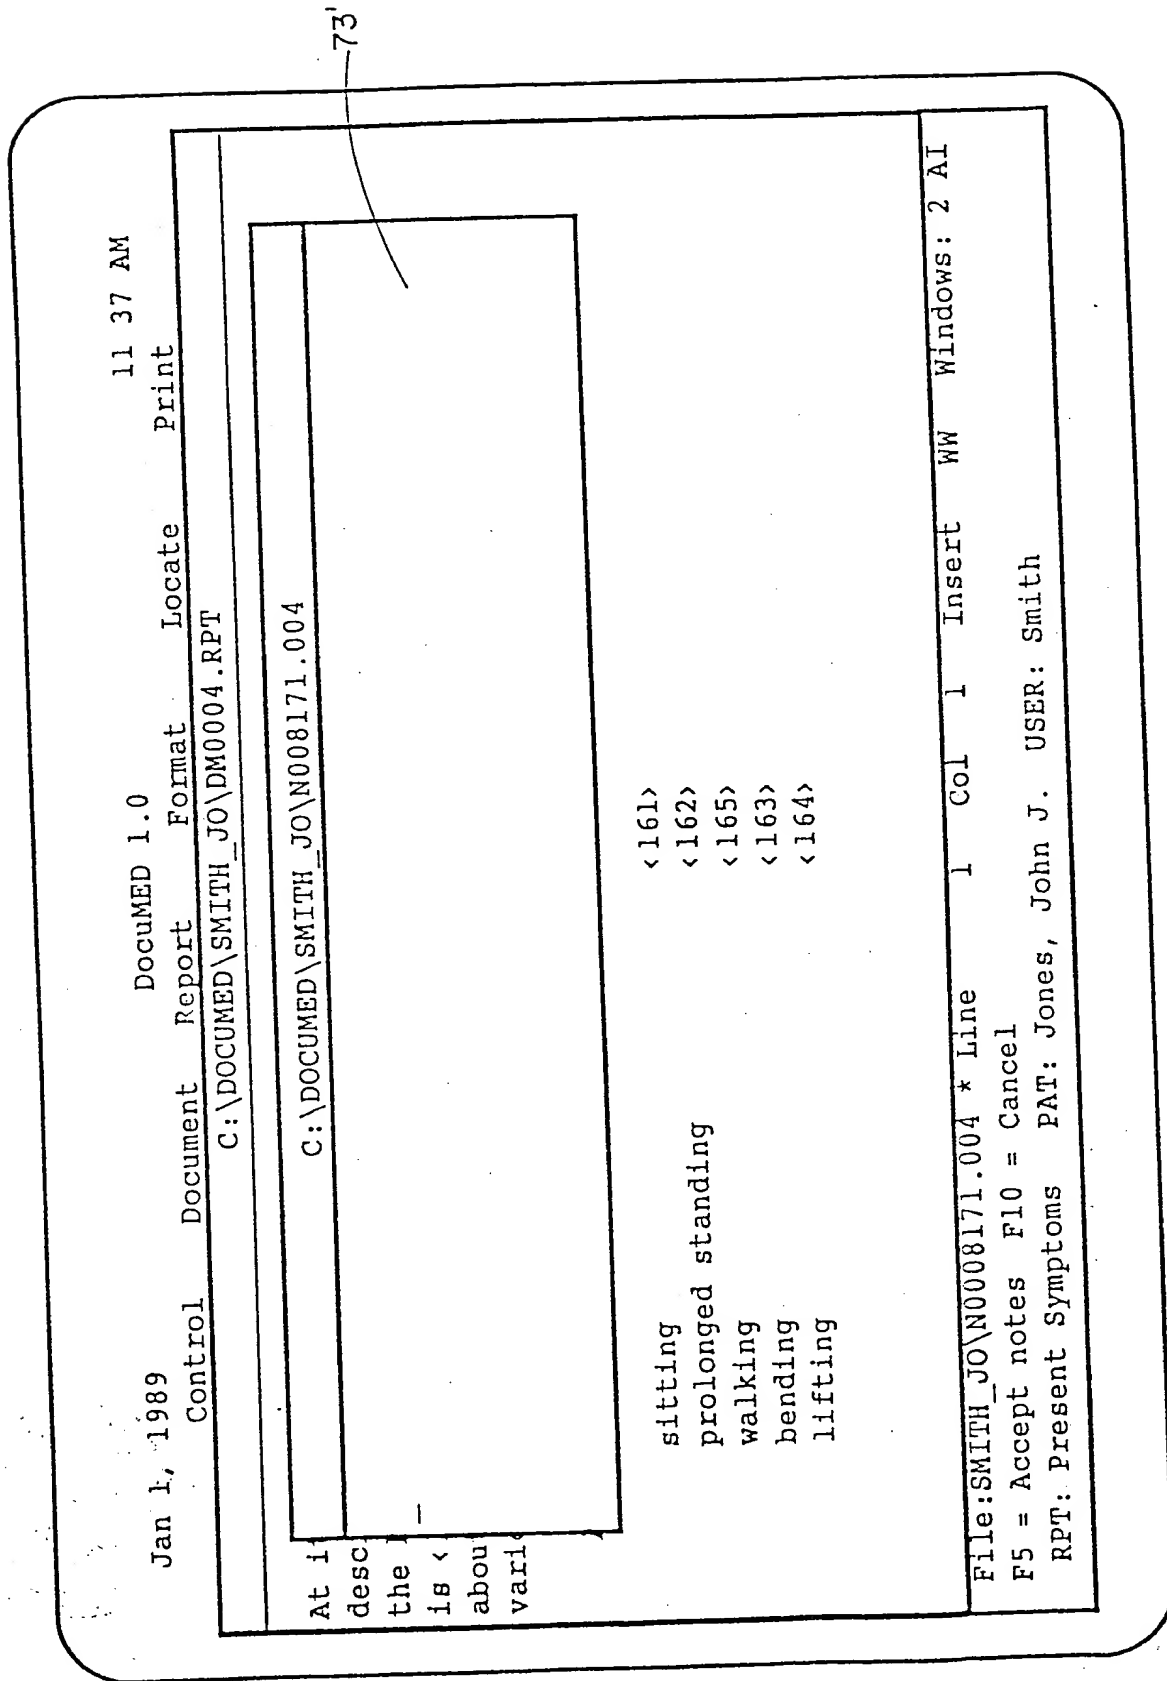 73'
Jan 1, 1989 DocuMED 1.0 11 37 AM
Control Document Report Format Locate Print
C:\DOCUMED\SMITH_JO\DM0004.RPT
C:\DOCUMED\SMITH_JO\N008171.004
At i
desc
the
is <
abou
vari
sitting <161>
prolonged standing <162>
walking <165>
bending <163>
lifting <164>
File:SMITH_JO\N0008171.004 * Line 1 Col 1 Insert WW Windows: 2 AI
F5 = Accept notes F10 = Cancel
RPT: Present Symptoms PAT: Jones, John J. USER: Smith